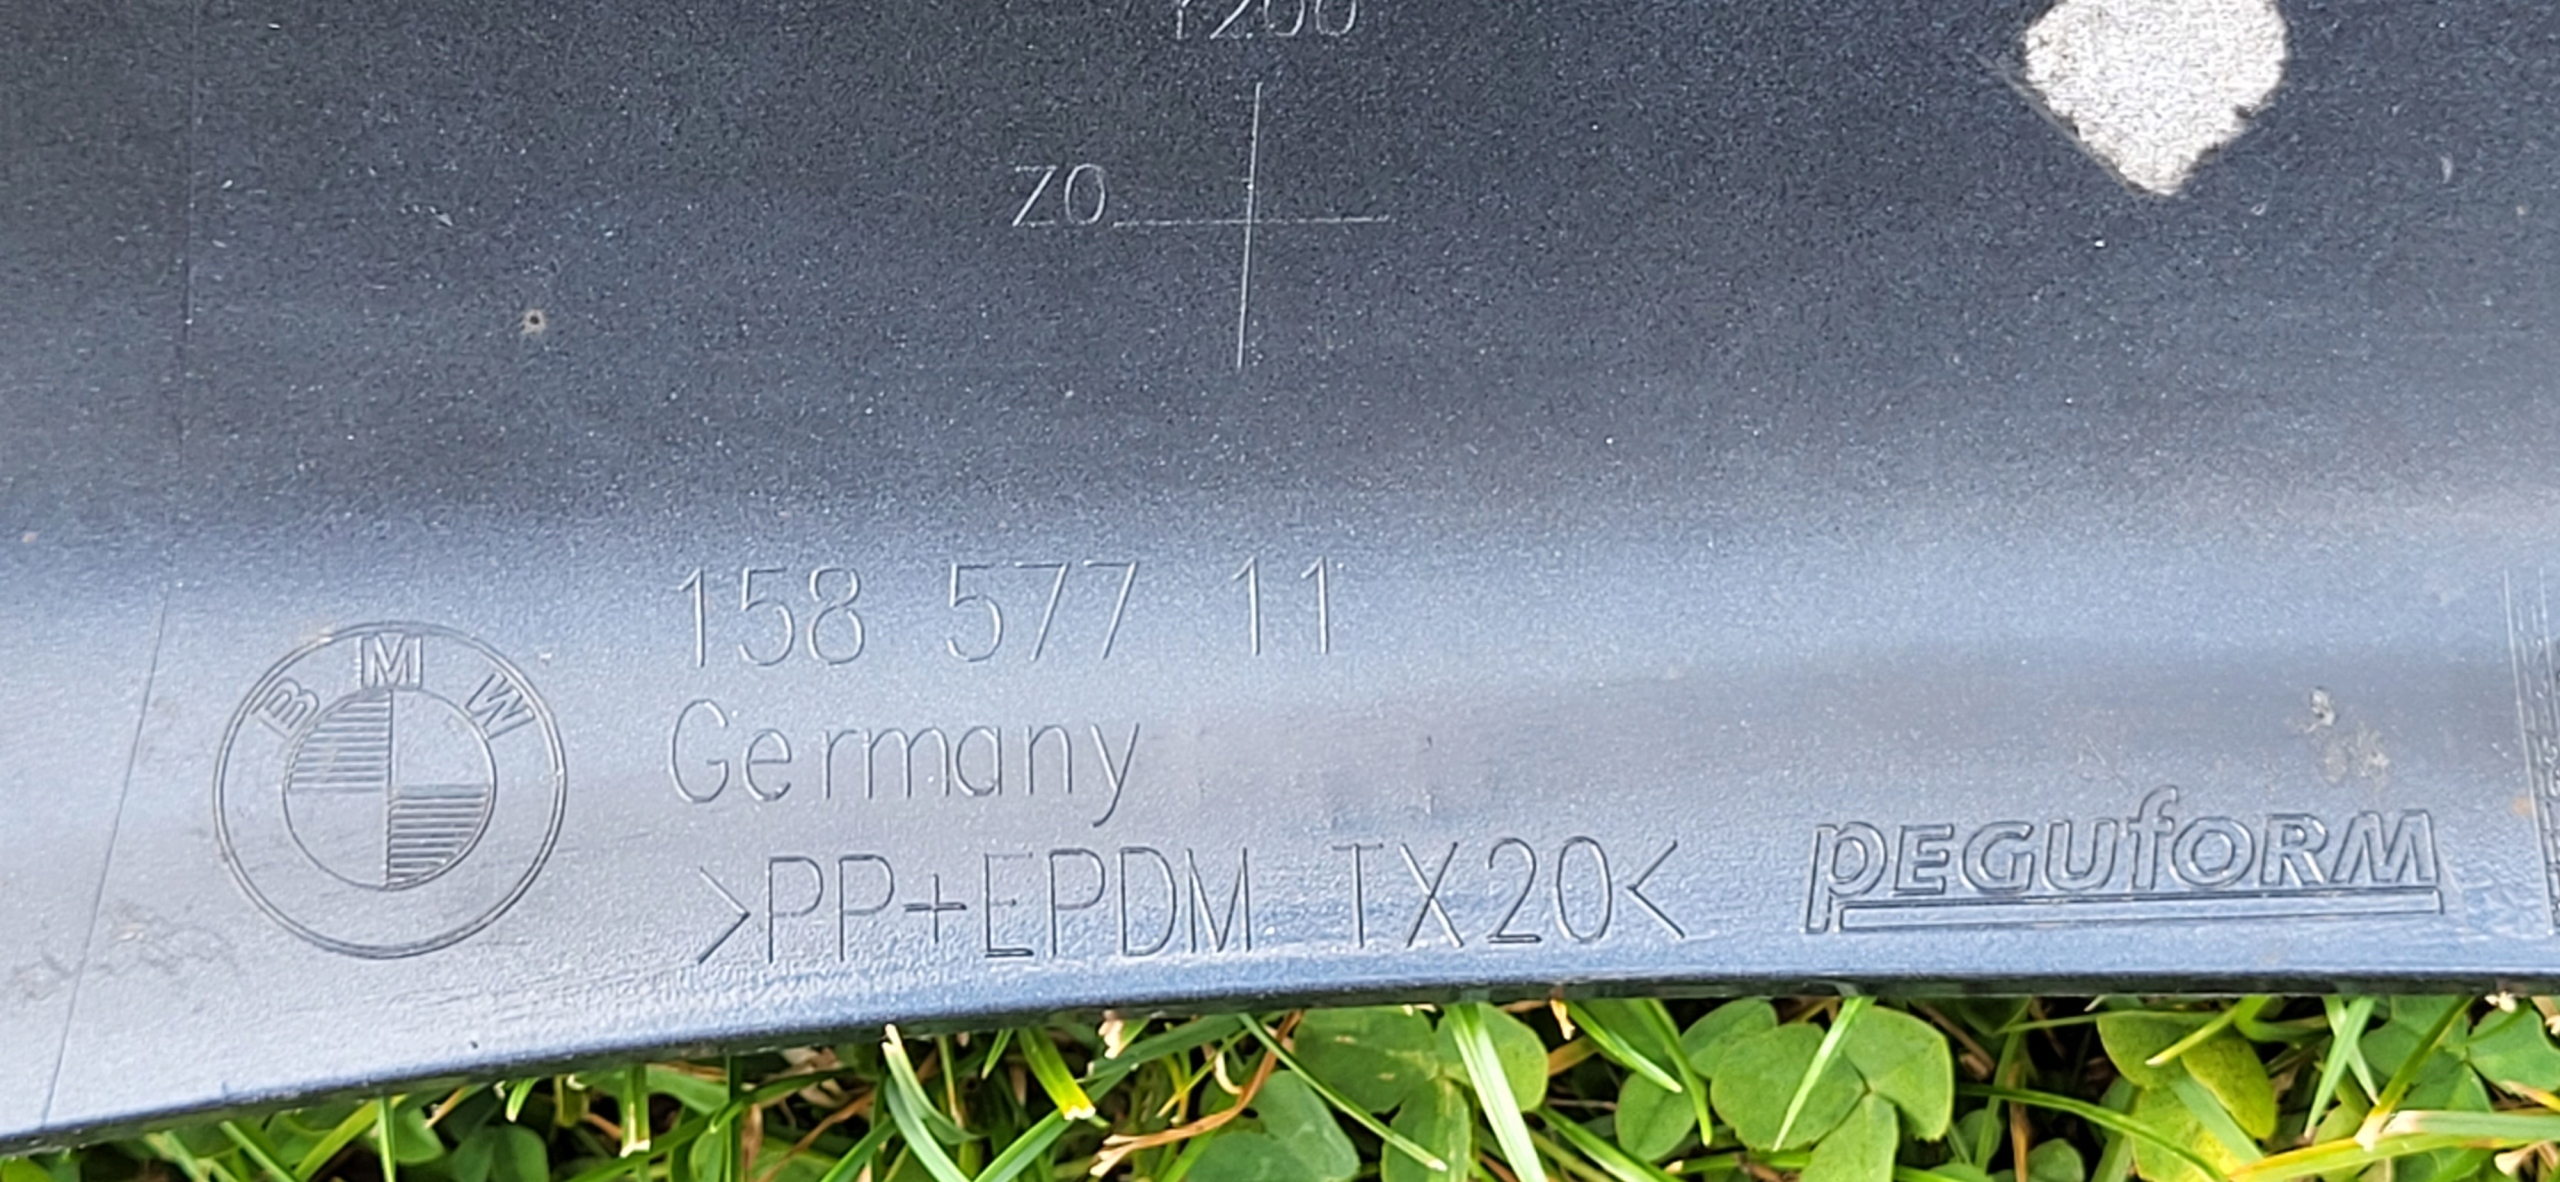 Z0
158 577 11
BMW
Germany
>PP+EPDM TX20<
PEGUfORM